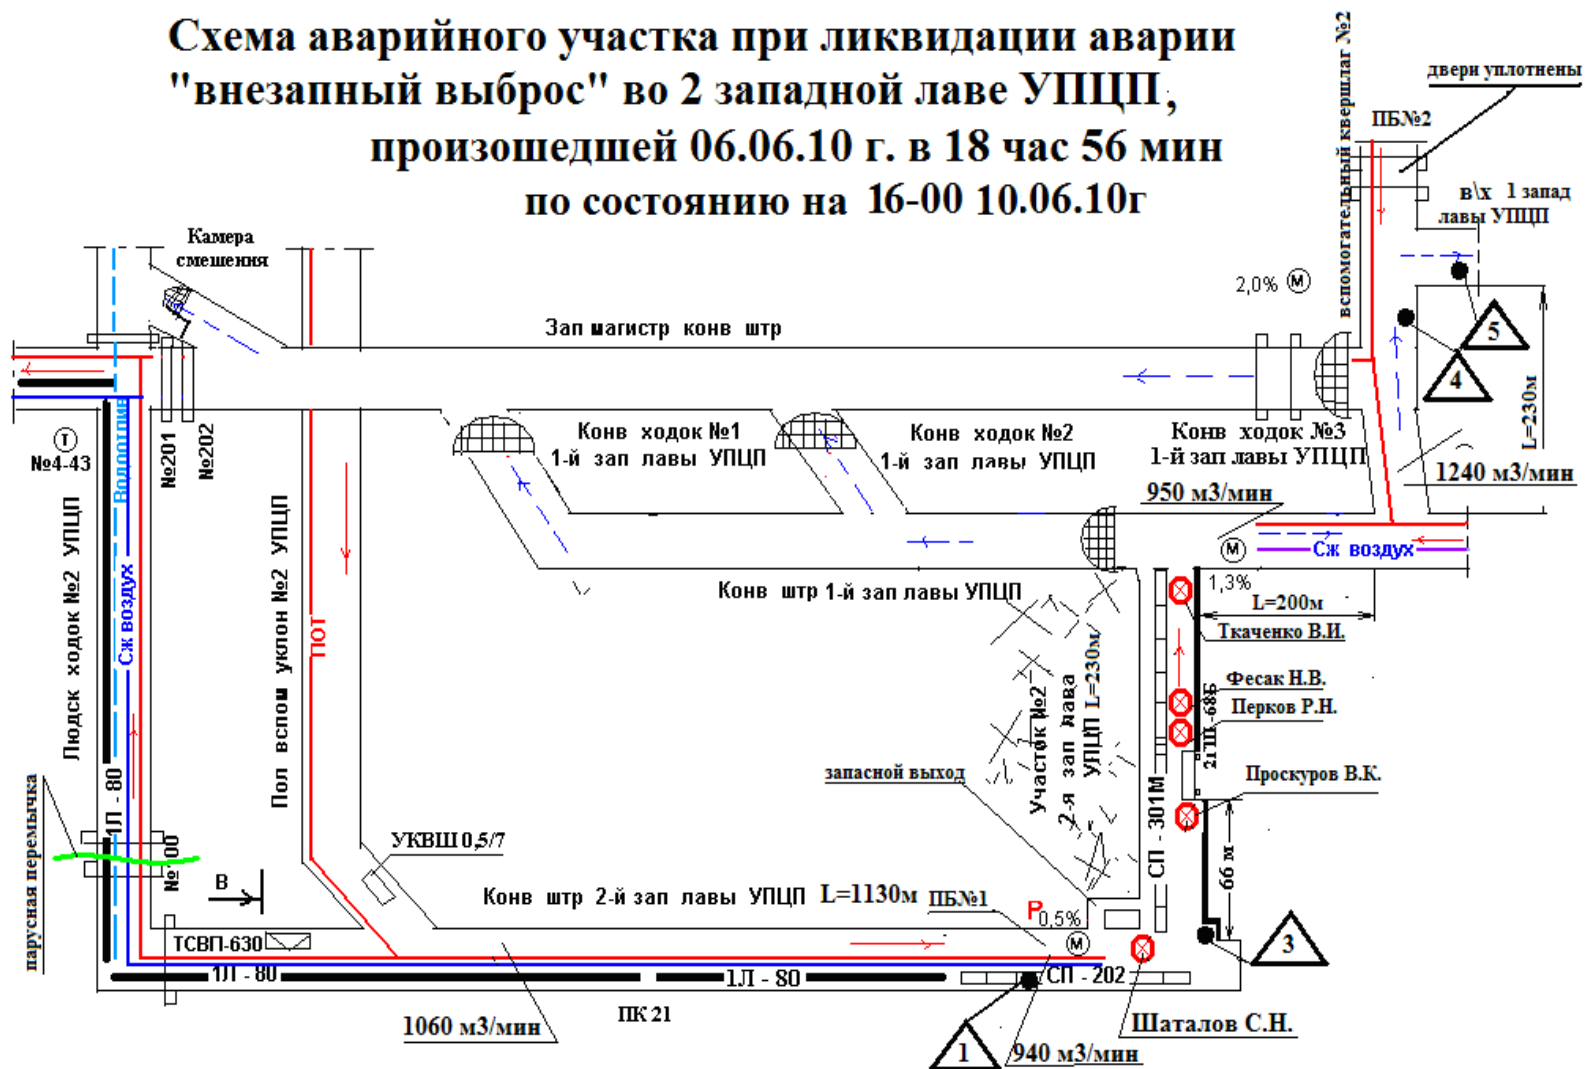 Схема аварийного участка при ликвидации аварии
"внезапный выброс" во 2 западной лаве УПЦП,
произошедшей 06.06.10 г. в 18 час 56 мин
по состоянию на 16-00 10.06.10г
вспомогательный квершлаг №2
двери уплотнены
ПБ№2
в\х 1 запад
лавы УПЦП
Камера
смешения
2,0% М
Зап магистр конв штр
5
4
L=230м
Т
№4-43
№201
№202
Водоотлив
Конв ходок №1
1-й зап лавы УПЦП
Конв ходок №2
1-й зап лавы УПЦП
Конв ходок №3
1-й зап лавы УПЦП
1240 м3/мин
950 м3/мин
Сж воздух
М
1,3%
L=200м
Конв штр 1-й зап лавы УПЦП
Людск ходок №2 УПЦП
Сж воздух
Пол вспом уклон №2 УПЦП
ПОТ
Ткаченко В.И.
Фесак Н.В.
Перков Р.Н.
Проскуров В.К.
Участок №2
2-я зап лава
УПЦП L=230м
СП - 301М
66 м
запасной выход
парусная перемычка
1Л - 80
УКВШ 0,5/7
В
Конв штр 2-й зап лавы УПЦП L=1130м
ПБ№1
Р
0,5%
М
ТСВП-630
1Л - 80
1Л - 80
СП - 202
3
ПК 21
1060 м3/мин
1
940 м3/мин
Шаталов С.Н.